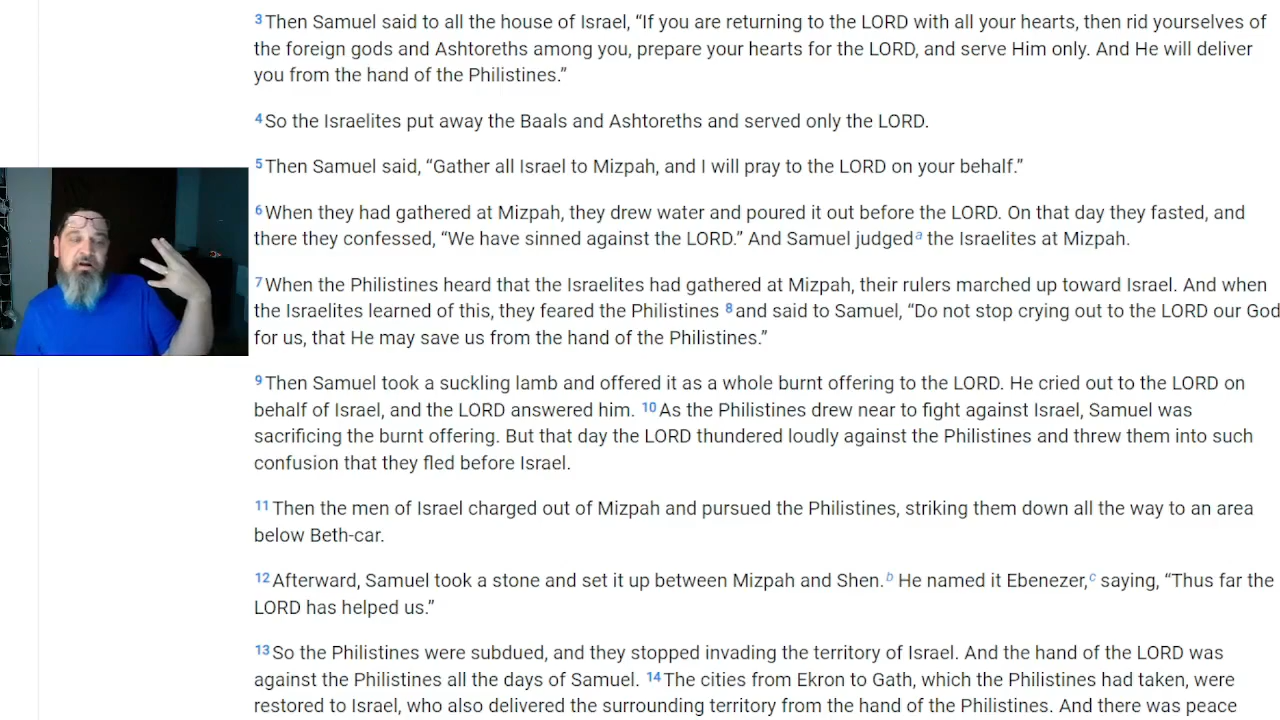 3 Then Samuel said to all the house of Israel, “If you are returning to the LORD with all your hearts, then rid yourselves of
the foreign gods and Ashtoreths among you, prepare your hearts for the LORD, and serve Him only. And He will deliver
you from the hand of the Philistines.”
4 So the Israelites put away the Baals and Ashtoreths and served only the LORD.
5 Then Samuel said, “Gather all Israel to Mizpah, and I will pray to the LORD on your behalf.”
6 When they had gathered at Mizpah, they drew water and poured it out before the LORD. On that day they fasted, and
there they confessed, “We have sinned against the LORD.” And Samuel judged a the Israelites at Mizpah.
7 When the Philistines heard that the Israelites had gathered at Mizpah, their rulers marched up toward Israel. And when
the Israelites learned of this, they feared the Philistines 8 and said to Samuel, “Do not stop crying out to the LORD our God
for us, that He may save us from the hand of the Philistines.”
9 Then Samuel took a suckling lamb and offered it as a whole burnt offering to the LORD. He cried out to the LORD on
behalf of Israel, and the LORD answered him. 10 As the Philistines drew near to fight against Israel, Samuel was
sacrificing the burnt offering. But that day the LORD thundered loudly against the Philistines and threw them into such
confusion that they fled before Israel.
11 Then the men of Israel charged out of Mizpah and pursued the Philistines, striking them down all the way to an area
below Beth-car.
12 Afterward, Samuel took a stone and set it up between Mizpah and Shen. b He named it Ebenezer, c saying, “Thus far the
LORD has helped us.”
13 So the Philistines were subdued, and they stopped invading the territory of Israel. And the hand of the LORD was
against the Philistines all the days of Samuel. 14 The cities from Ekron to Gath, which the Philistines had taken, were
restored to Israel, who also delivered the surrounding territory from the hand of the Philistines. And there was peace